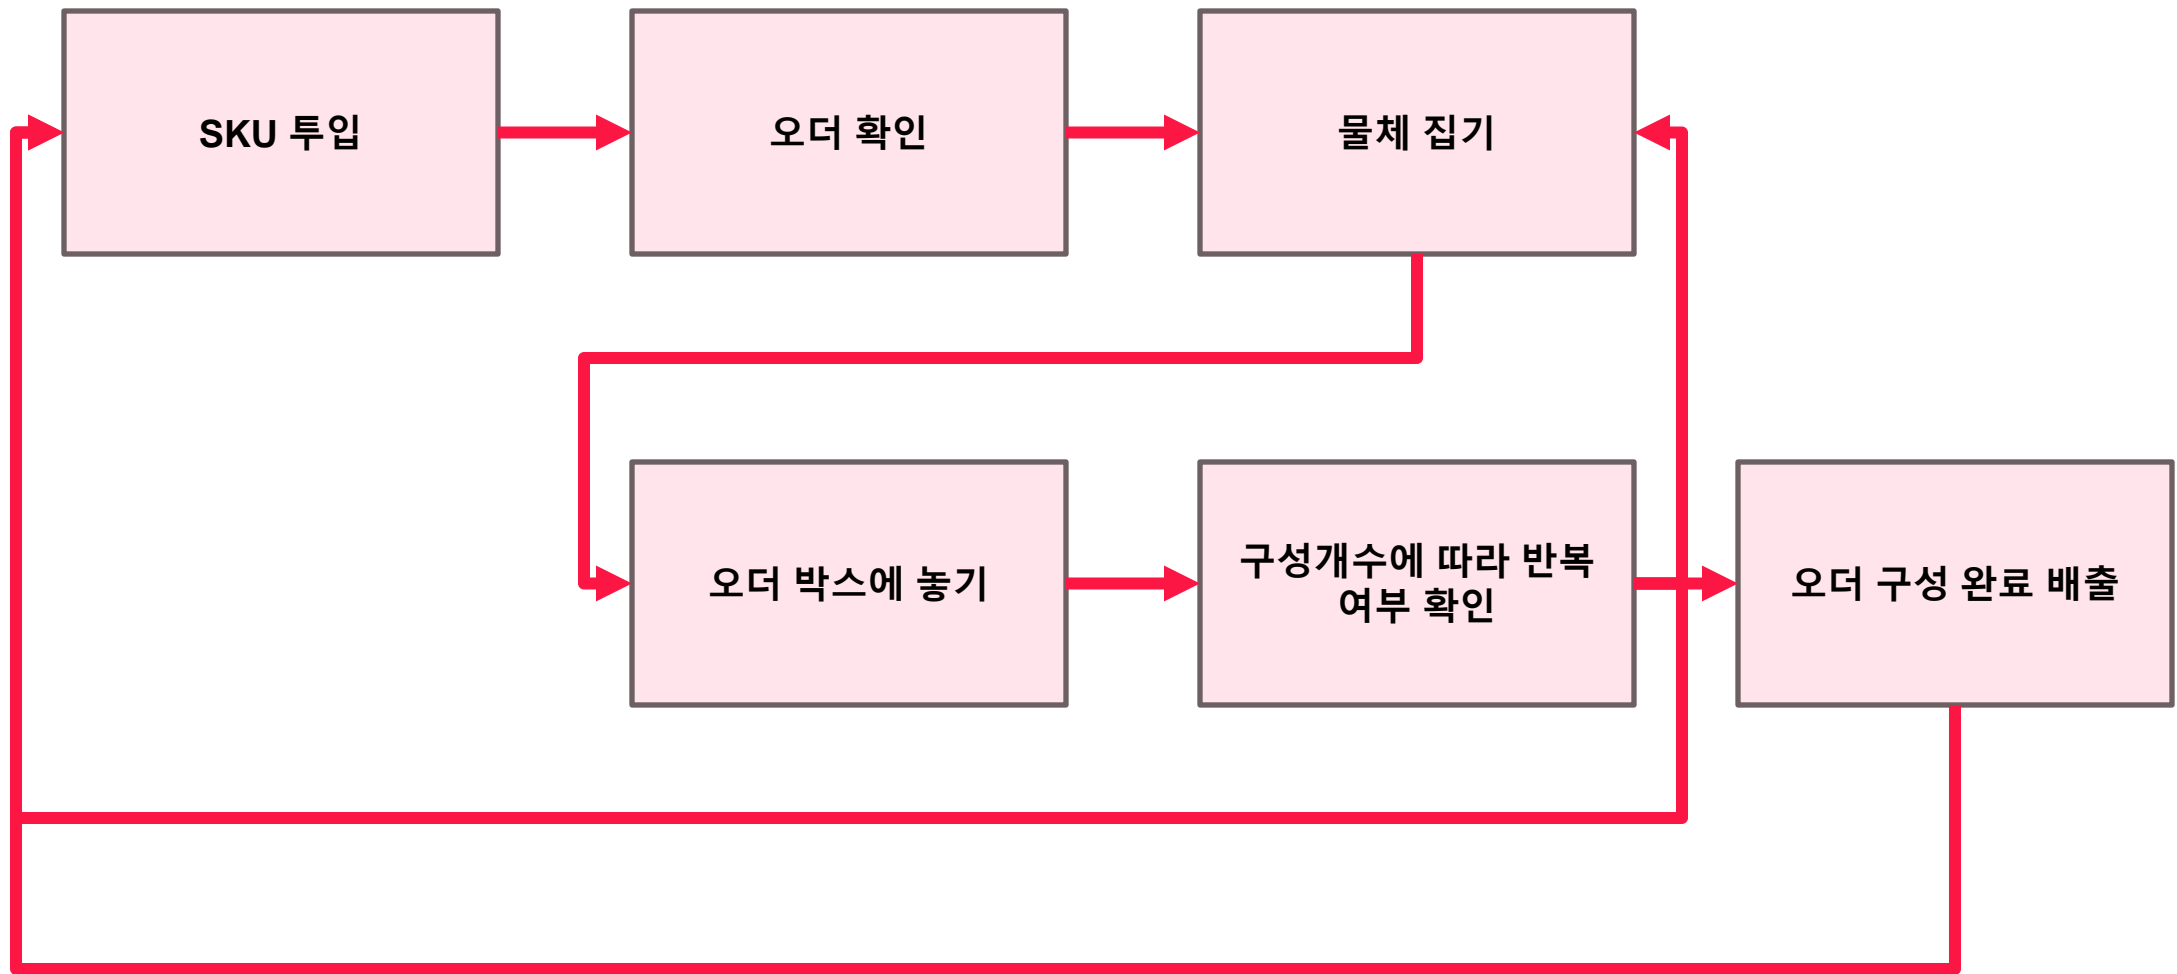 SKU 투입
오더 확인
물체 집기
오더 박스에 놓기
구성개수에 따라 반복
여부 확인
오더 구성 완료 배출